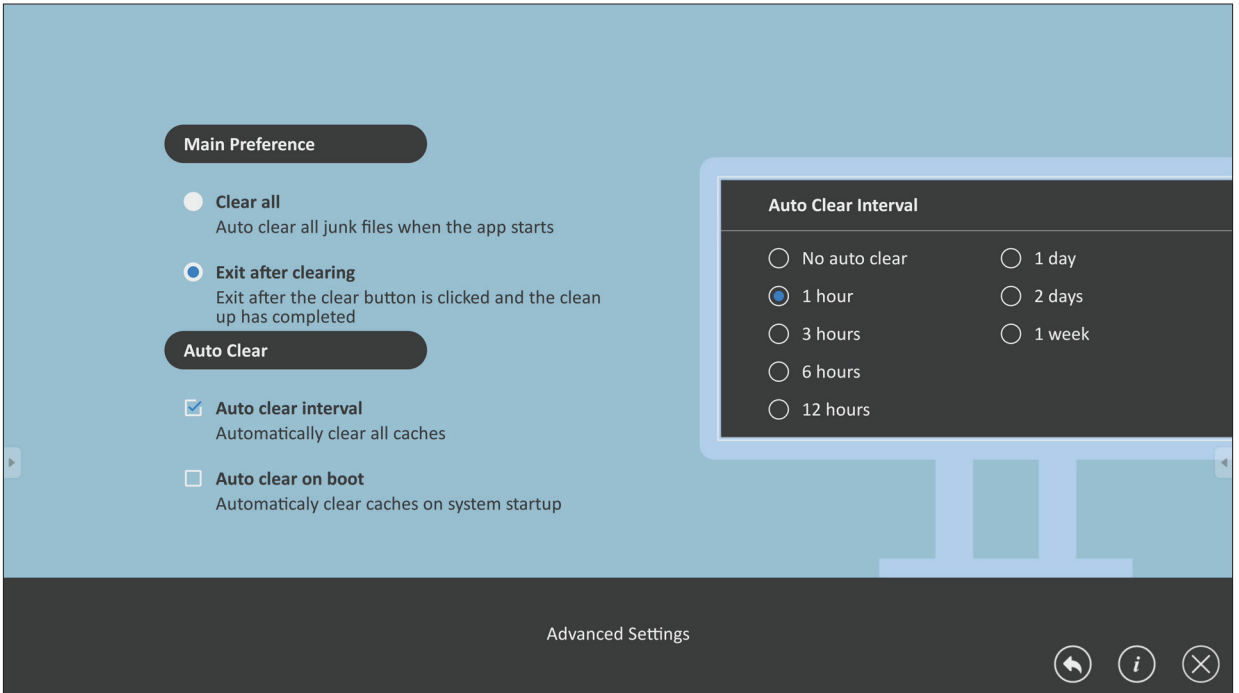 Main Preference
Clear all
Auto clear all junk files when the app starts
Exit after clearing
Exit after the clear button is clicked and the clean
up has completed
Auto Clear
Auto clear interval
Automatically clear all caches
Auto clear on boot
Automaticaly clear caches on system startup
Auto Clear Interval
No auto clear
1 hour
3 hours
6 hours
12 hours
1 day
2 days
1 week
Advanced Settings
i